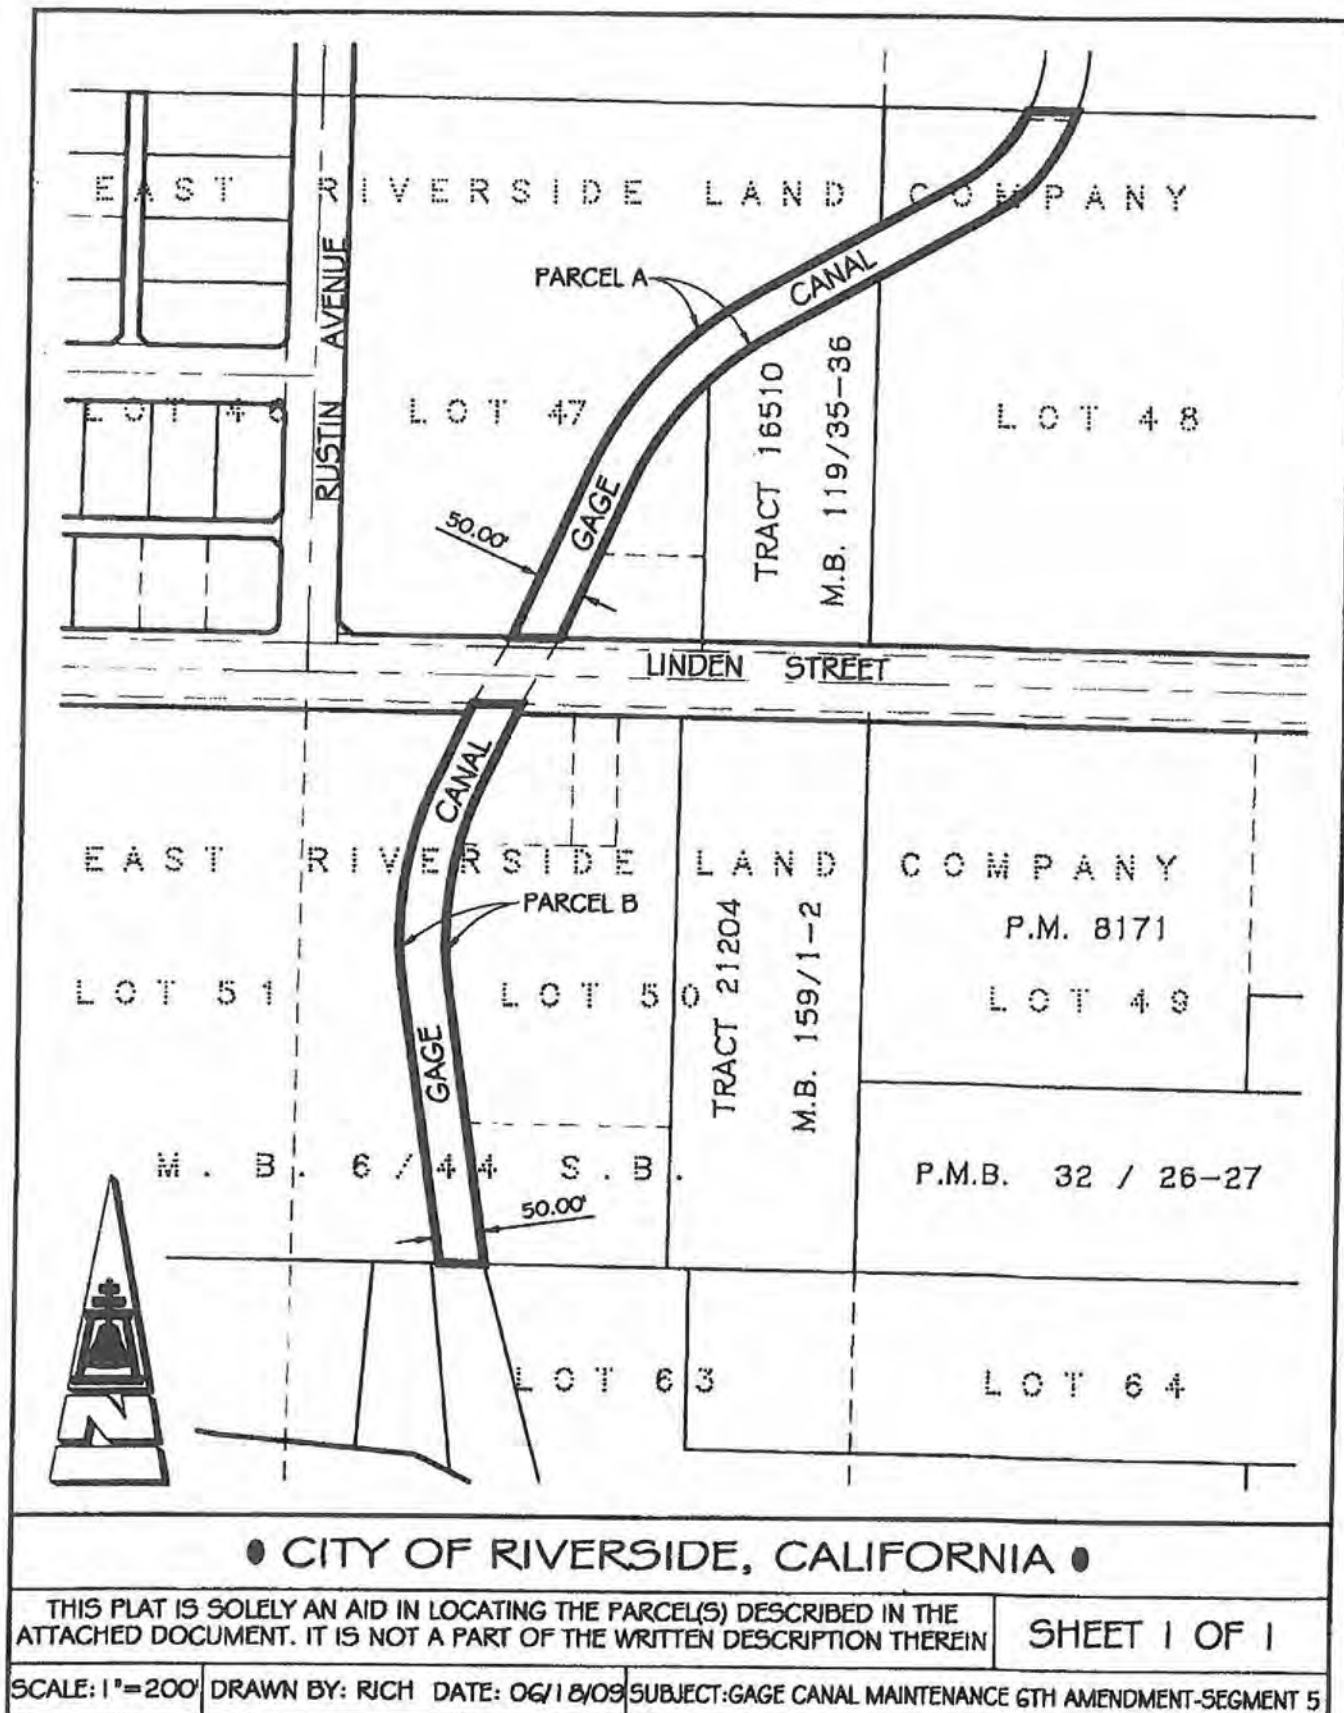 EAST RIVERSIDE LAND COMPANY
RUSTIN AVENUE
PARCEL A
GAGE CANAL
LOT 46
LOT 47
TRACT 16510
M.B. 119/35-36
LOT 48
50.00'
LINDEN STREET
GAGE CANAL
EAST RIVERSIDE LAND COMPANY
PARCEL B
P.M. 8171
LOT 51
LOT 50
TRACT 21204
M.B. 159/1-2
LOT 49
M. B. 6/44 S.B.
P.M.B. 32 / 26-27
50.00'
N
LOT 63
LOT 64
CITY OF RIVERSIDE, CALIFORNIA
THIS PLAT IS SOLELY AN AID IN LOCATING THE PARCEL(S) DESCRIBED IN THE
ATTACHED DOCUMENT. IT IS NOT A PART OF THE WRITTEN DESCRIPTION THEREIN
SHEET 1 OF 1
SCALE: 1"=200' DRAWN BY: RICH DATE: 06/18/09 SUBJECT:GAGE CANAL MAINTENANCE 6TH AMENDMENT-SEGMENT 5